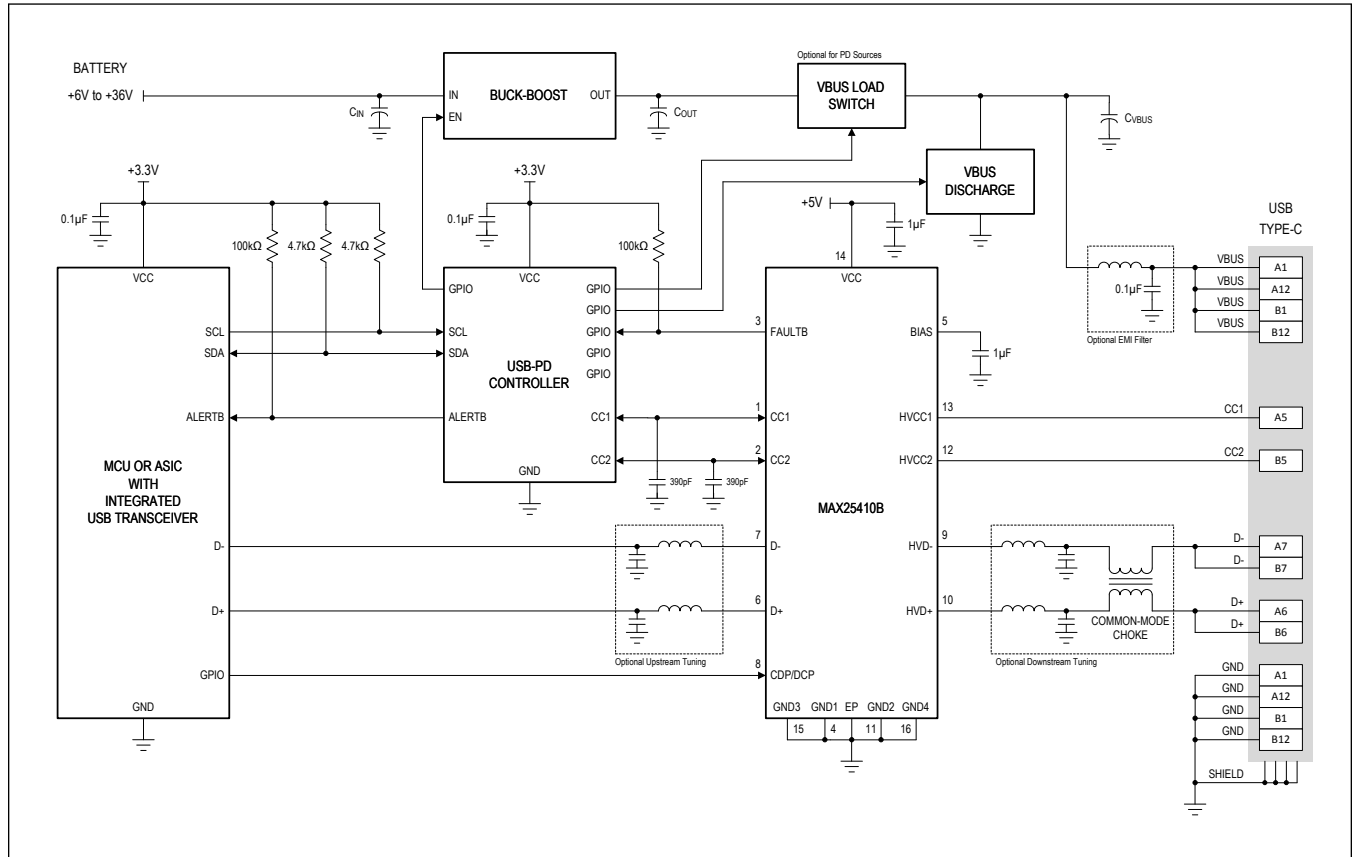 BATTERY
+6V to +36V
CIN
IN
EN
BUCK-BOOST
OUT
COUT
Optional for PD Sources
VBUS LOAD
SWITCH
CVBUS
VBUS
DISCHARGE
+3.3V
0.1µF
100kΩ
4.7kΩ
4.7kΩ
+3.3V
0.1µF
100kΩ
+5V
1µF
14
USB
TYPE-C
VCC
SCL
SDA
ALERTB
MCU OR ASIC
WITH
INTEGRATED
USB TRANSCEIVER
D-
D+
GPIO
GND
VCC
GPIO
SCL
SDA
ALERTB
USB-PD
CONTROLLER
GPIO
GPIO
GPIO
GPIO
GPIO
CC1
CC2
GND
390pF
390pF
Optional Upstream Tuning
VCC
3
FAULTB
1
CC1
2
CC2
7
D-
6
D+
8
CDP/DCP
MAX25410B
5
BIAS
1µF
13
HVCC1
12
HVCC2
9
HVD-
10
HVD+
GND3
GND1
EP
GND2
GND4
15
4
11
16
0.1µF
Optional EMI Filter
COMMON-MODE
CHOKE
Optional Downstream Tuning
VBUS
A1
VBUS
A12
VBUS
B1
VBUS
B12
CC1
A5
CC2
B5
D-
A7
D-
B7
D+
A6
D+
B6
GND
A1
GND
A12
GND
B1
GND
B12
SHIELD